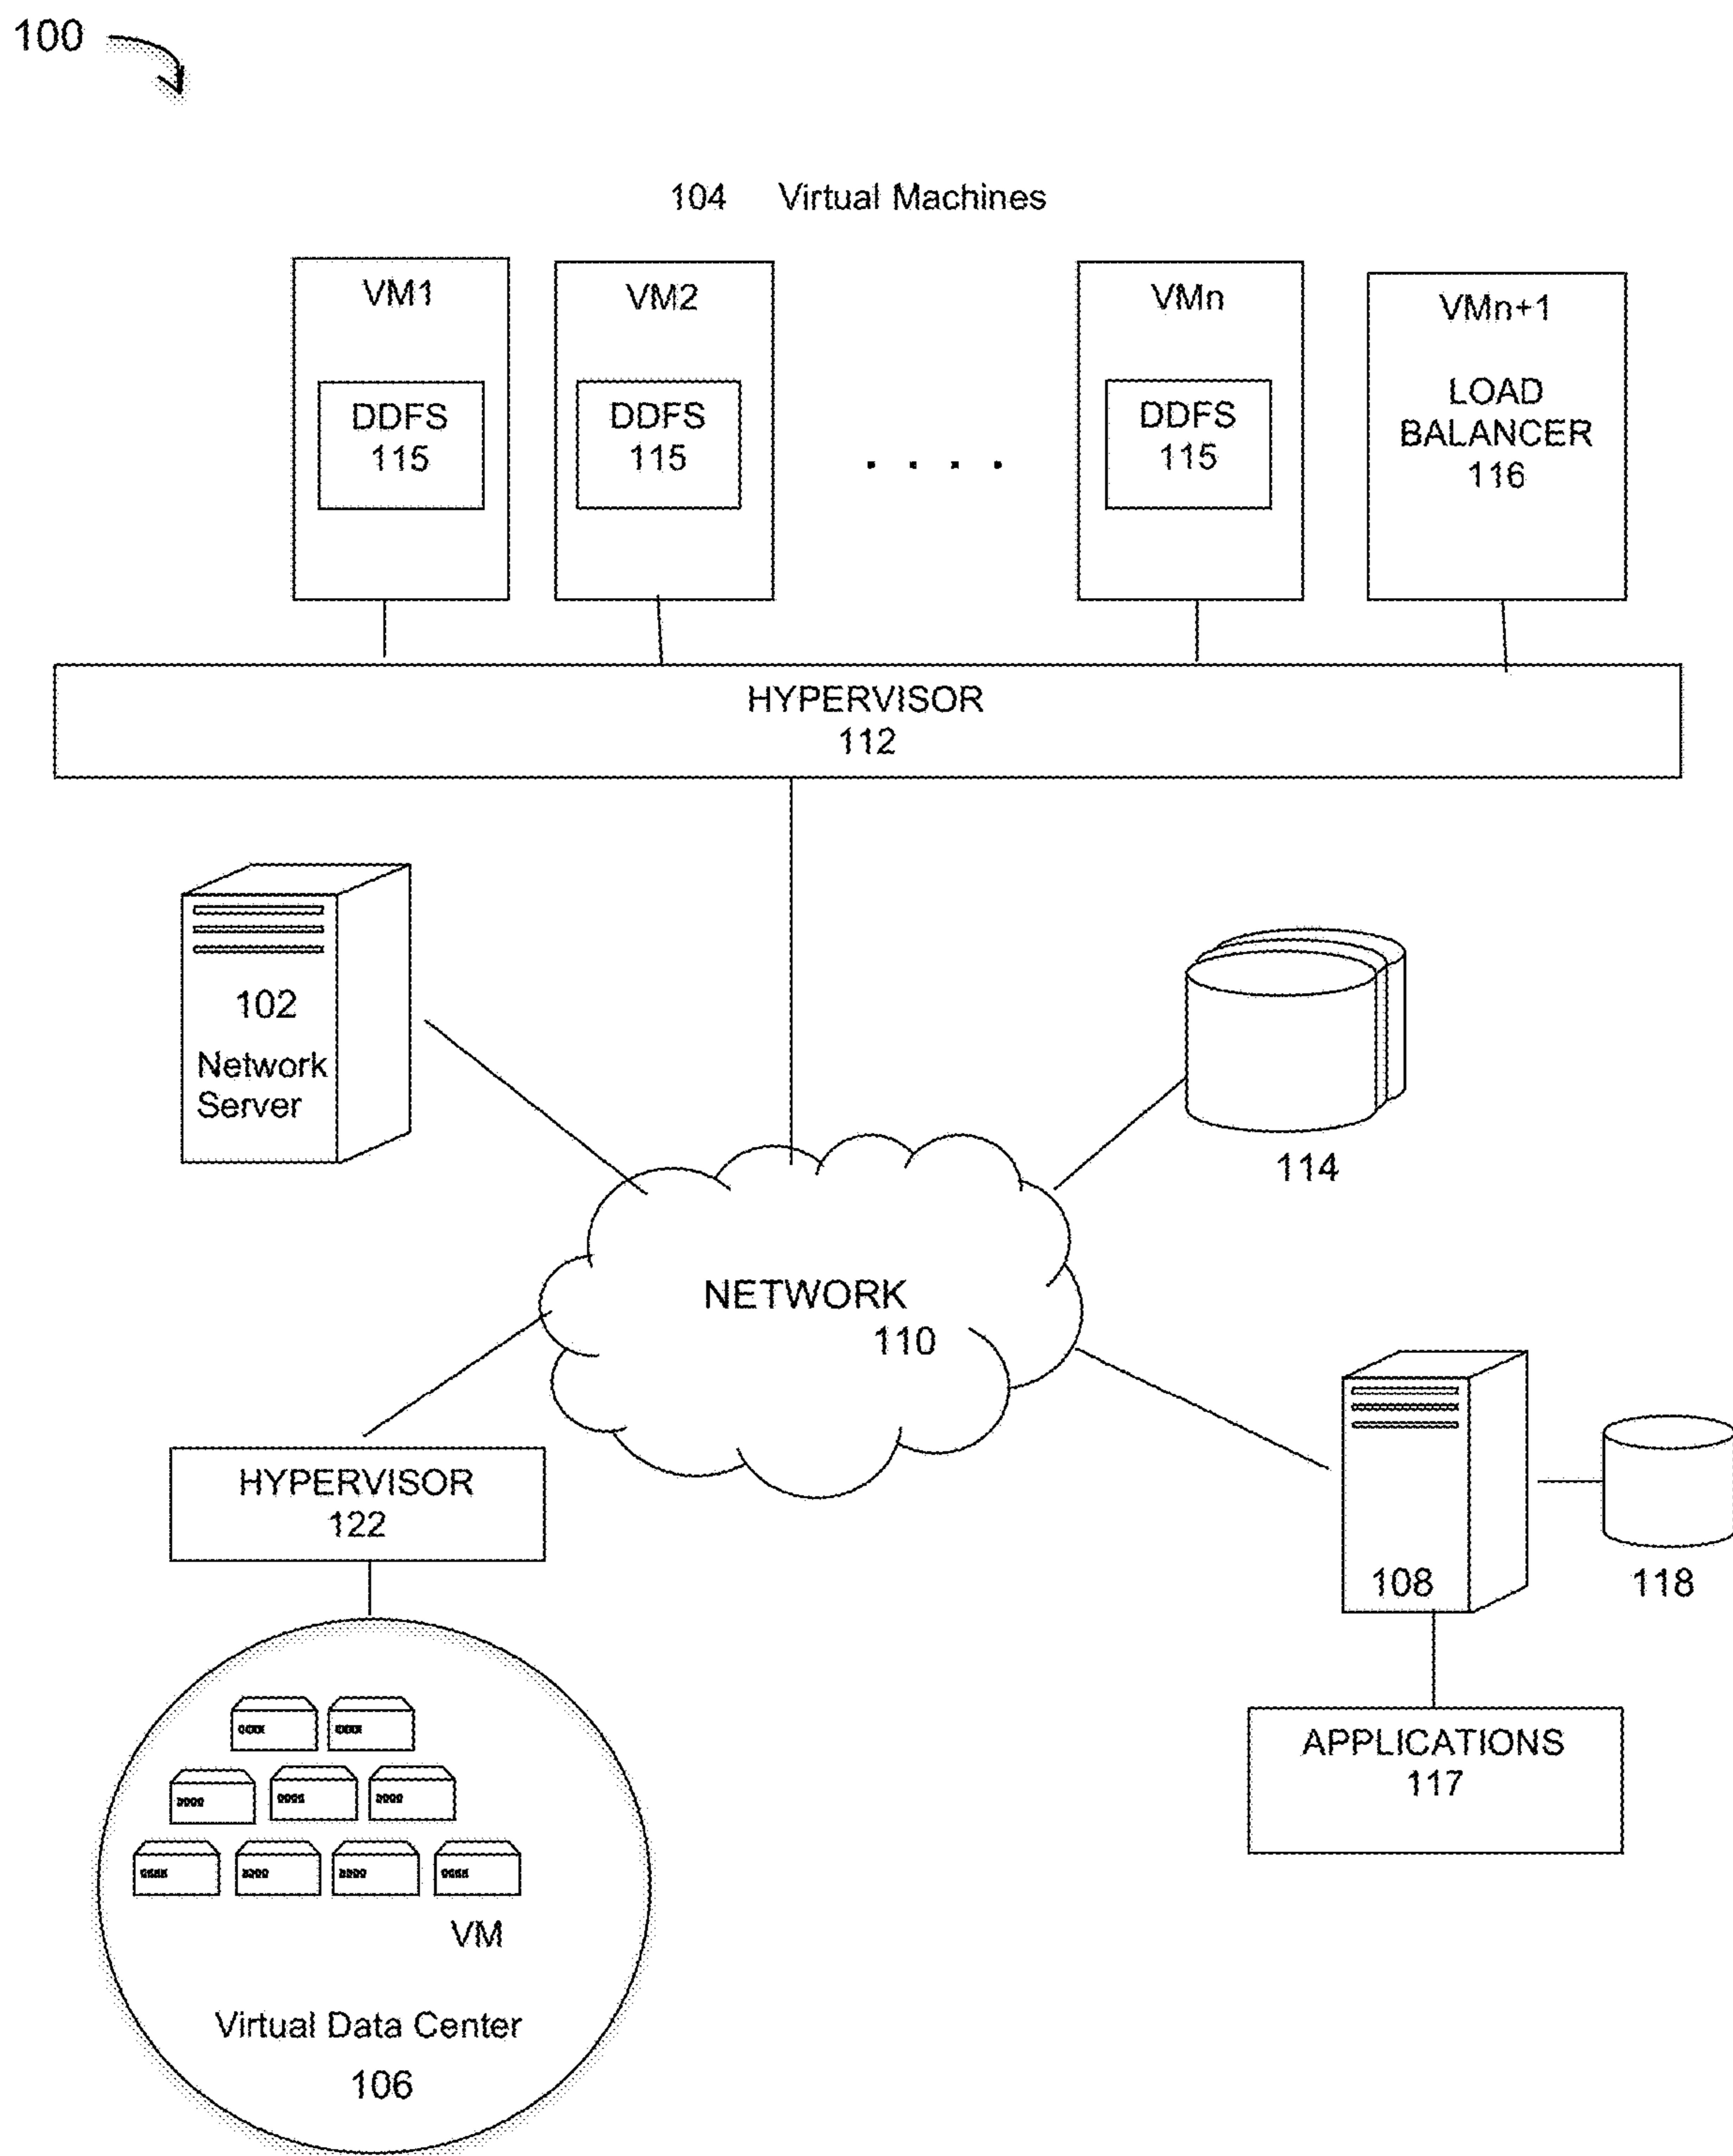 100
104 Virtual Machines
VM1
DDFS
115
VM2
DDFS
115
. . . .
VMn
DDFS
115
VMn+1
LOAD
BALANCER
116
HYPERVISOR
112
102
Network
Server
114
NETWORK
110
HYPERVISOR
122
108
118
APPLICATIONS
117
VM
Virtual Data Center
106